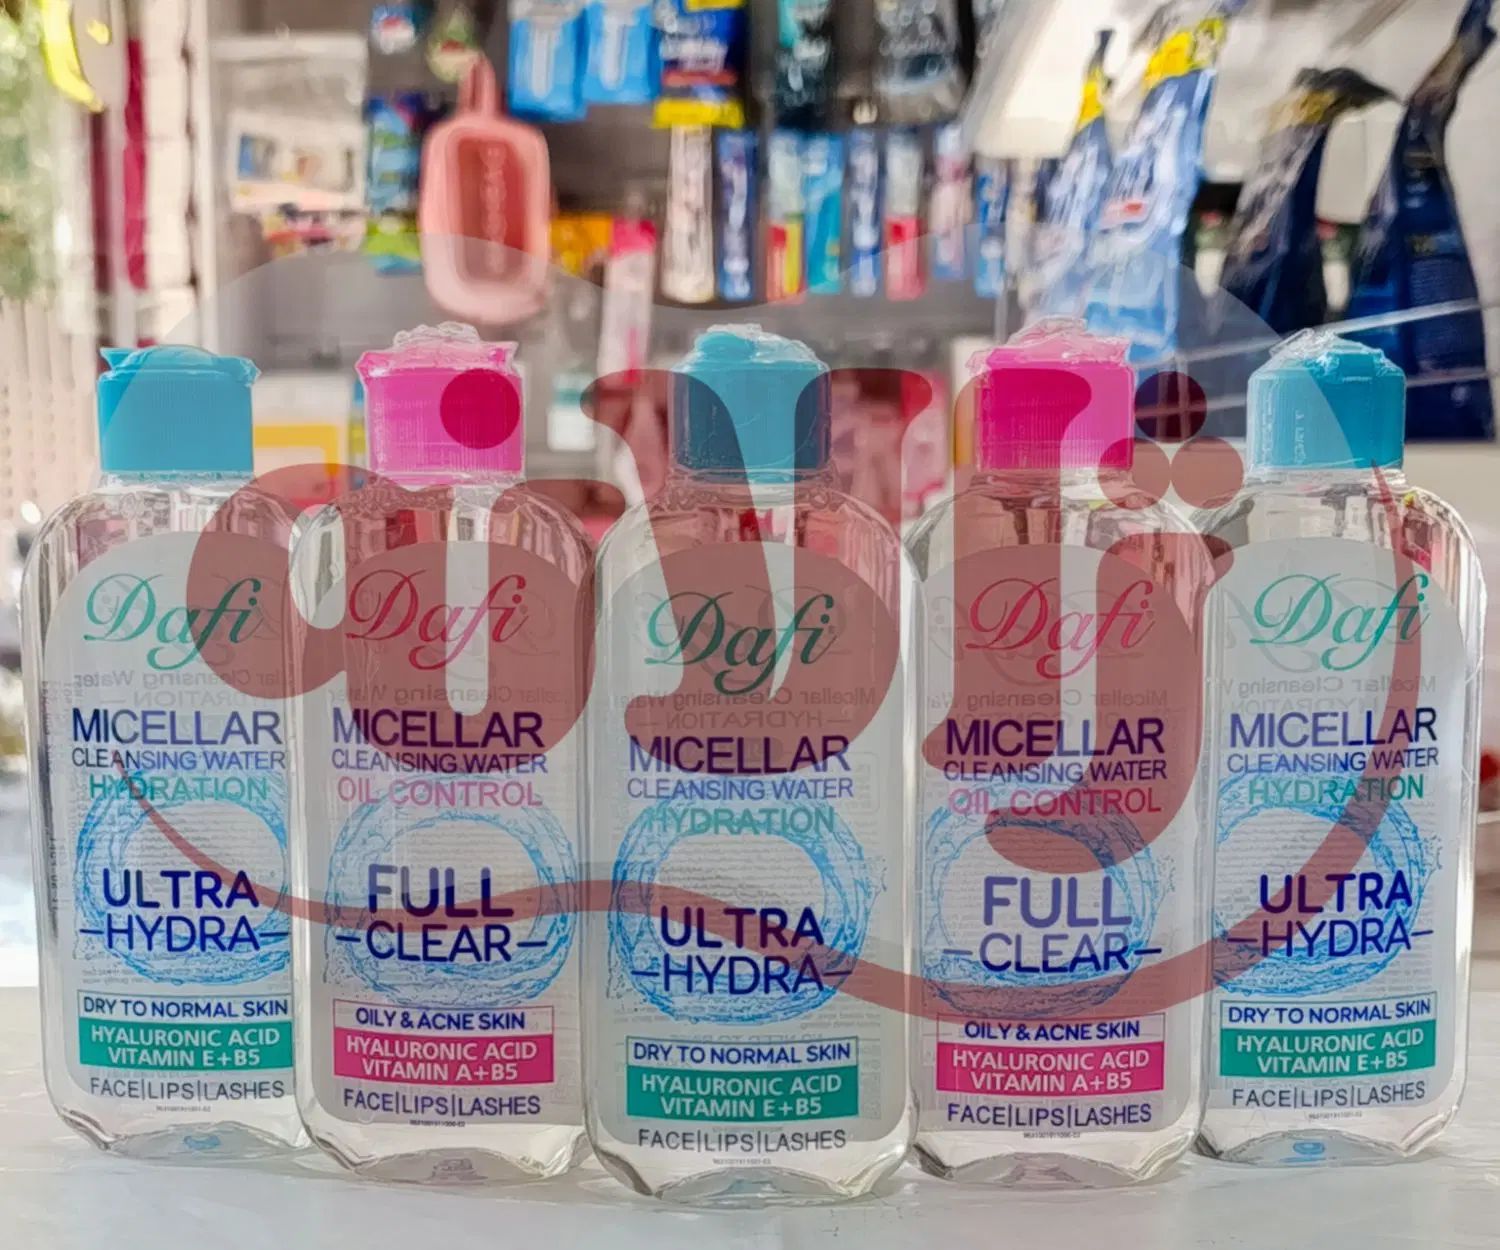 Dafi
MICELLAR
CLEANSING WATER
HYDRATION
ULTRA
-HYDRA-
DRY TO NORMAL SKIN
HYALURONIC ACID
VITAMIN E+B5
FACE|LIPS|LASHES
Dafi
MICELLAR
CLEANSING WATER
OIL CONTROL
FULL
-CLEAR-
OILY & ACNE SKIN
HYALURONIC ACID
VITAMIN A+B5
FACE|LIPS|LASHES
Dafi
MICELLAR
CLEANSING WATER
HYDRATION
ULTRA
-HYDRA-
DRY TO NORMAL SKIN
HYALURONIC ACID
VITAMIN E+B5
FACE|LIPS|LASHES
Dafi
MICELLAR
CLEANSING WATER
OIL CONTROL
FULL
-CLEAR-
OILY & ACNE SKIN
HYALURONIC ACID
VITAMIN A+B5
FACE|LIPS|LASHES
Dafi
MICELLAR
CLEANSING WATER
HYDRATION
ULTRA
-HYDRA-
DRY TO NORMAL SKIN
HYALURONIC ACID
VITAMIN E+B5
FACE|LIPS|LASHES